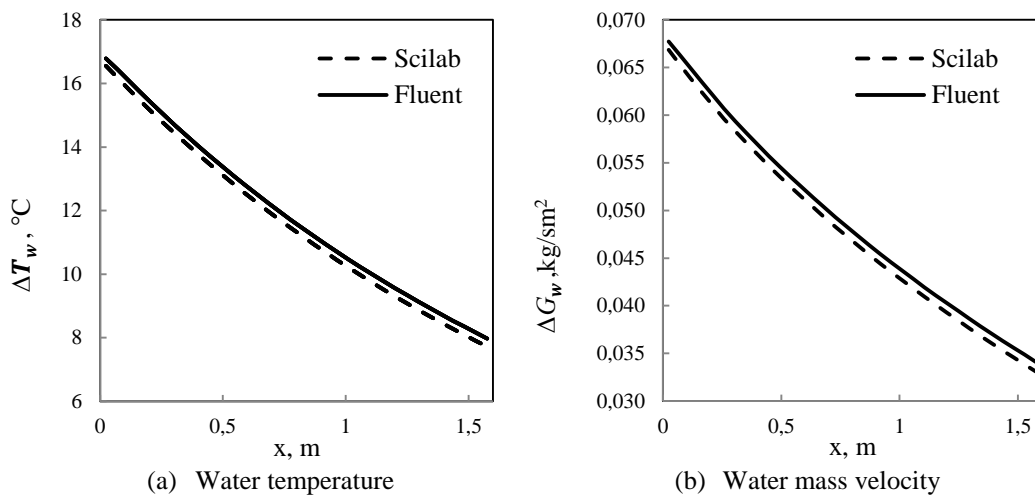 18
16
14
12
10
8
6
0
0,5
1
1,5
ΔTw, °C
x, m
Scilab
Fluent
(a) Water temperature
0,070
0,065
0,060
0,055
0,050
0,045
0,040
0,035
0,030
0
0,5
1
1,5
ΔGw ,kg/sm²
x, m
Scilab
Fluent
(b) Water mass velocity